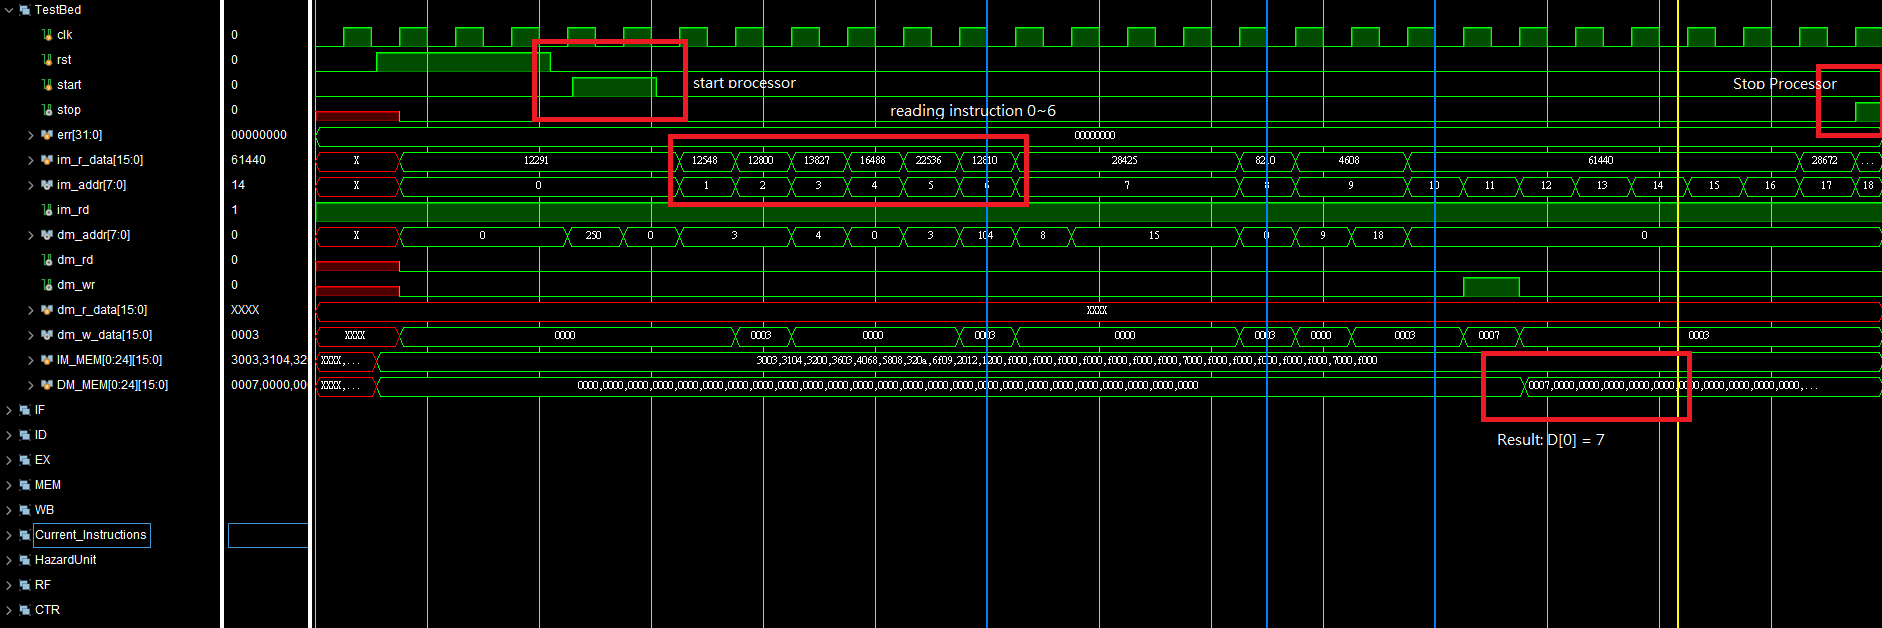 TestBed
clk 0
rst 0
start 0 start processor Stop Processor
stop 0 reading instruction 0~6
err[31:0] 00000000 00000000
im_r_data[15:0] 61440 X 12291 12548 12800 13827 16488 22536 12810 28425 8210 4608 61440 28672 ...
im_addr[7:0] 14 X 0 1 2 3 4 5 6 7 8 9 10 11 12 13 14 15 16 17 18
im_rd 1
dm_addr[7:0] 0 X 0 250 0 3 4 0 3 104 8 15 0 9 18 0
dm_rd 0
dm_wr 0
dm_r_data[15:0] XXXX XXXX
dm_w_data[15:0] 0003 XXXX 0000 0003 0000 0003 0000 0003 0000 0003 0007 0003
IM_MEM[0:24][15:0] 3003,3104,32 XXXX,... 3003,3104,3200,3603,4068,5808,320a,6f09,2012,1200,f000,f000,f000,f000,f000,f000,f000,7000,f000,f000,f000,f000,f000,7000,f000
DM_MEM[0:24][15:0] 0007,0000,00 XXXX,... 0000,0000,0000,0000,0000,0000,0000,0000,0000,0000,0000,0000,0000,0000,0000,0000,0000,0000,0000,0000,0000,0000,0000,0000,0000 0007,0000,0000,0000,0000,0000,0000,0000,0000,0000,0000,...
IF
ID Result: D[0] = 7
EX
MEM
WB
Current_Instructions
HazardUnit
RF
CTR